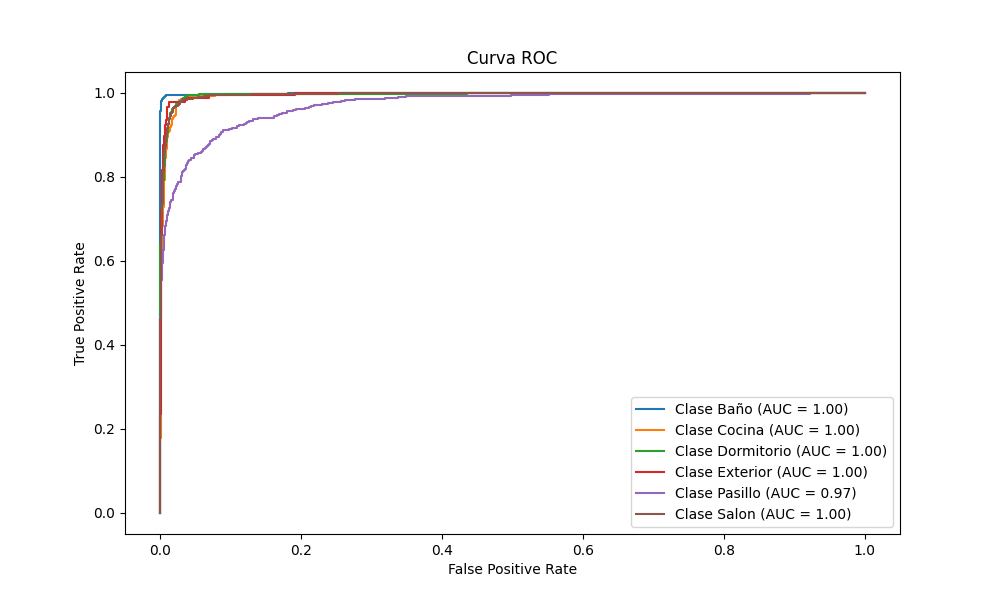 Curva ROC
True Positive Rate
1.0
0.8
0.6
0.4
0.2
0.0
Clase Baño (AUC = 1.00)
Clase Cocina (AUC = 1.00)
Clase Dormitorio (AUC = 1.00)
Clase Exterior (AUC = 1.00)
Clase Pasillo (AUC = 0.97)
Clase Salon (AUC = 1.00)
0.0 0.2 0.4 0.6 0.8 1.0
False Positive Rate